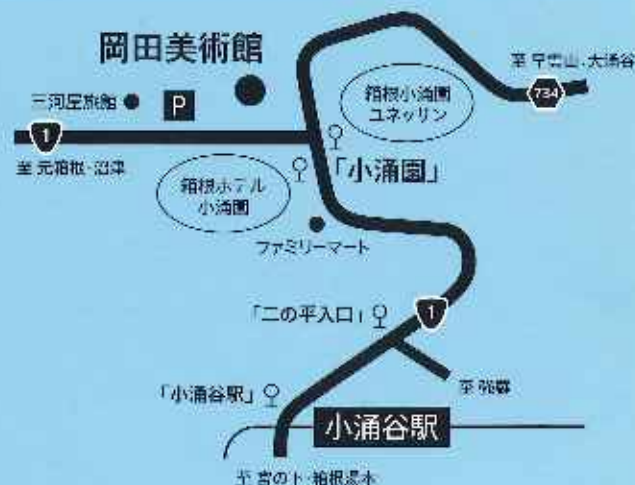 岡田美術館
至 早雲山・大涌谷
734
三河屋旅館
P
箱根小涌園
ユネッサン
1
至 元箱根・沼津
「小涌園」
箱根ホテル
小涌園
ファミリーマート
「二の平入口」
1
「小涌谷駅」
至 強羅
小涌谷駅
至 宮の下・箱根湯本